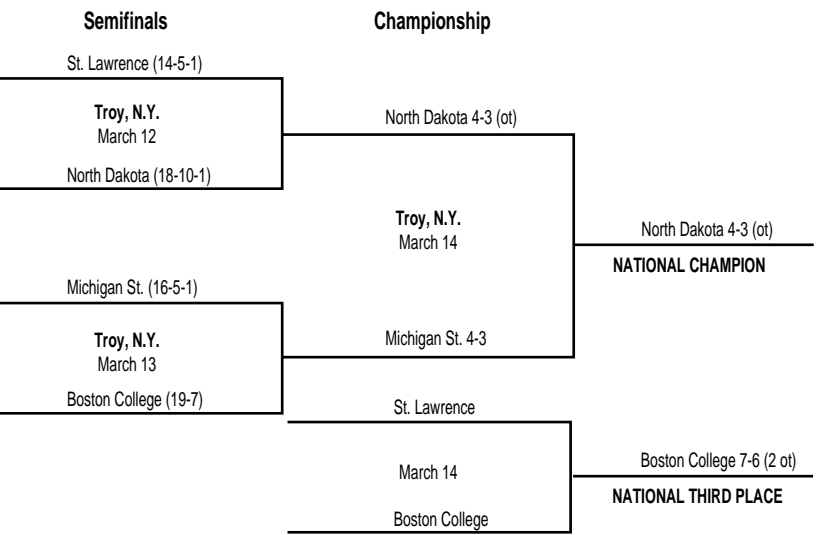 Semifinals
Championship
St. Lawrence (14-5-1)
Troy, N.Y.
March 12
North Dakota (18-10-1)
North Dakota 4-3 (ot)
Troy, N.Y.
March 14
North Dakota 4-3 (ot)
NATIONAL CHAMPION
Michigan St. (16-5-1)
Troy, N.Y.
March 13
Boston College (19-7)
Michigan St. 4-3
St. Lawrence
March 14
Boston College
Boston College 7-6 (2 ot)
NATIONAL THIRD PLACE